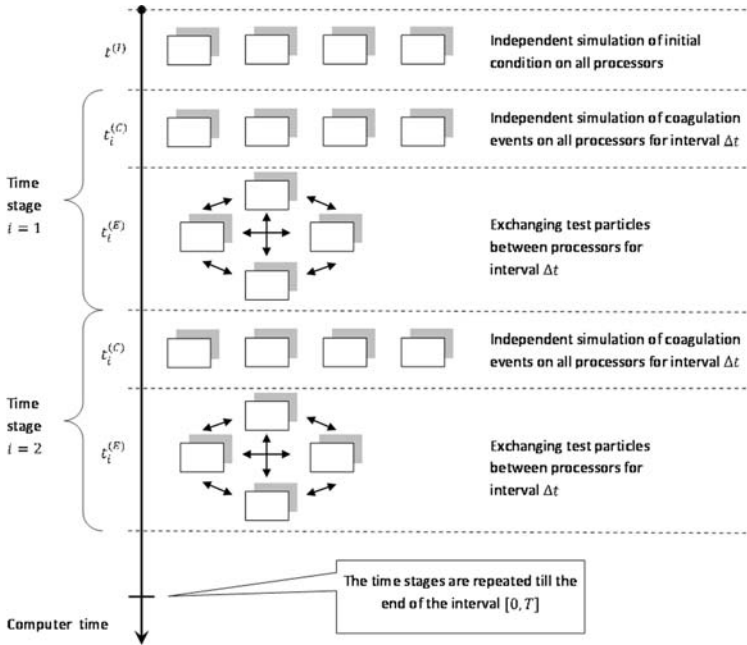 t^(I)
Independent simulation of initial
condition on all processors
Time
stage
i = 1
t_i^(C)
Independent simulation of coagulation
events on all processors for interval Δt
t_i^(E)
Exchanging test particles
between processors for
interval Δt
Time
stage
i = 2
t_i^(C)
Independent simulation of coagulation
events on all processors for interval Δt
t_i^(E)
Exchanging test particles
between processors for
interval Δt
The time stages are repeated till the
end of the interval [0, T]
Computer time